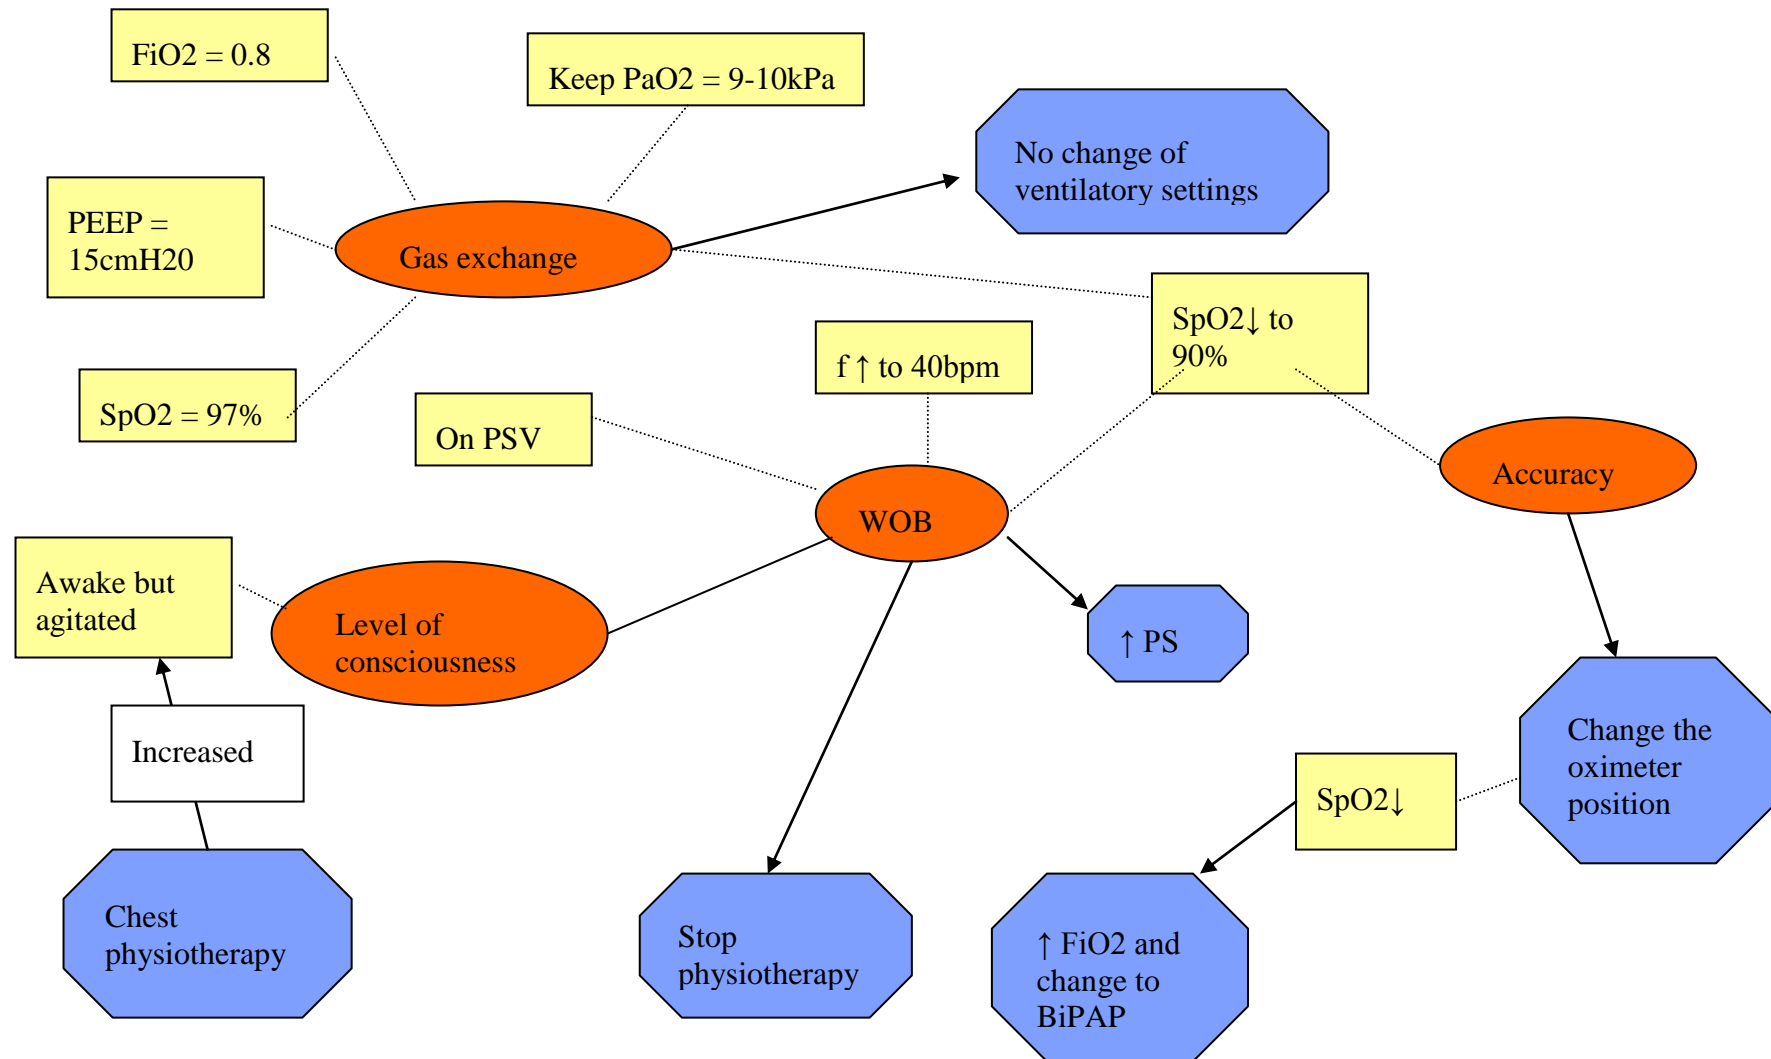 FiO2 = 0.8
Keep PaO2 = 9-10kPa
No change of
ventilatory settings
PEEP =
15cmH20
Gas exchange
SpO2↓ to
90%
f ↑ to 40bpm
SpO2 = 97%
On PSV
Accuracy
WOB
Awake but
agitated
Level of
consciousness
↑ PS
Increased
Change the
oximeter
position
SpO2↓
Chest
physiotherapy
Stop
physiotherapy
↑ FiO2 and
change to
BiPAP